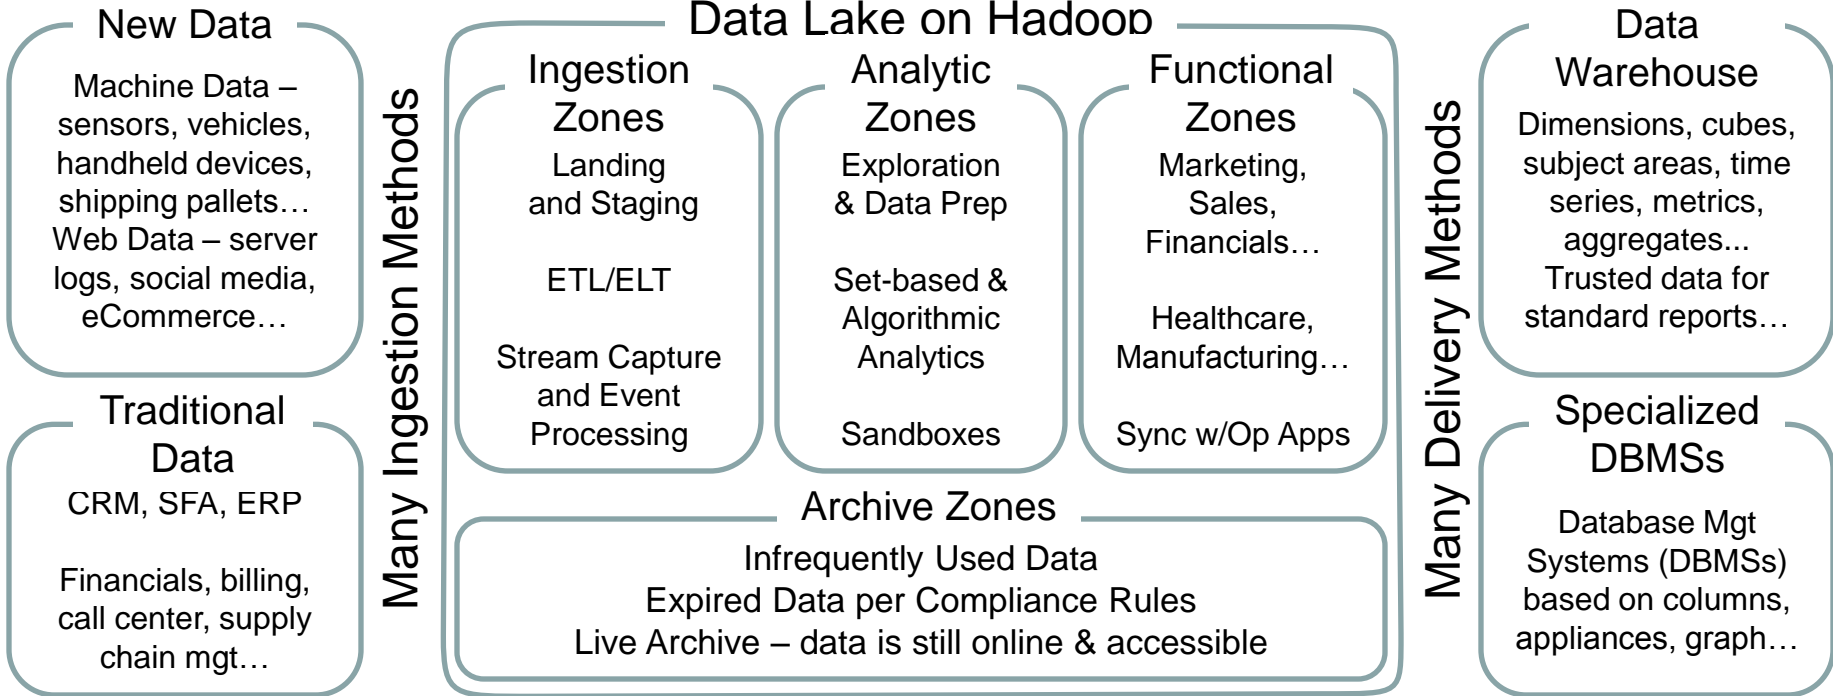 New Data
Machine Data –
sensors, vehicles,
handheld devices,
shipping pallets…
Web Data – server
logs, social media,
eCommerce…
Traditional
Data
CRM, SFA, ERP
Financials, billing,
call center, supply
chain mgt…
Many Ingestion Methods
Data Lake on Hadoop
Ingestion
Zones
Landing
and Staging
ETL/ELT
Stream Capture
and Event
Processing
Analytic
Zones
Exploration
& Data Prep
Set-based &
Algorithmic
Analytics
Sandboxes
Functional
Zones
Marketing,
Sales,
Financials…
Healthcare,
Manufacturing…
Sync w/Op Apps
Archive Zones
Infrequently Used Data
Expired Data per Compliance Rules
Live Archive – data is still online & accessible
Many Delivery Methods
Data
Warehouse
Dimensions, cubes,
subject areas, time
series, metrics,
aggregates...
Trusted data for
standard reports…
Specialized
DBMSs
Database Mgt
Systems (DBMSs)
based on columns,
appliances, graph…